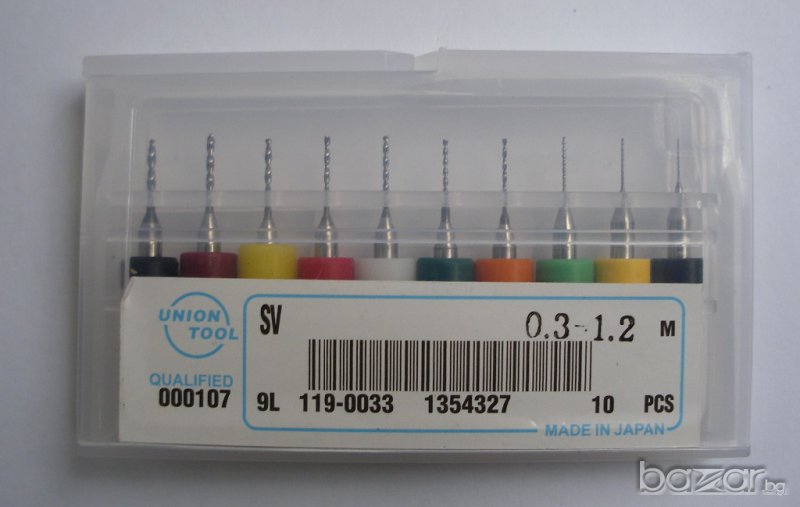 UNION
TOOL
SV 0.3-1.2 M
QUALIFIED
000107 9L 119-0033 1354327 10 PCS
MADE IN JAPAN
bazar.bg